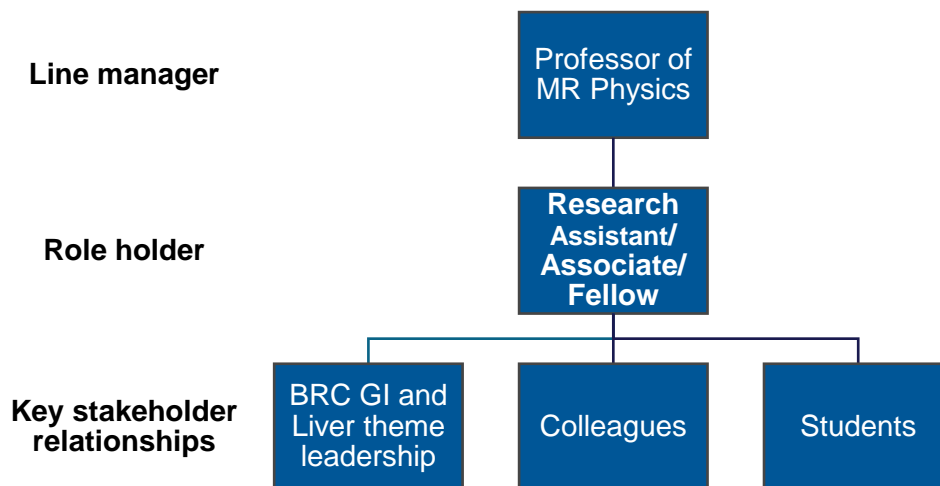 Line manager
Professor of
MR Physics
Role holder
Research
Assistant/
Associate/
Fellow
Key stakeholder
relationships
BRC GI and
Liver theme
leadership
Colleagues
Students